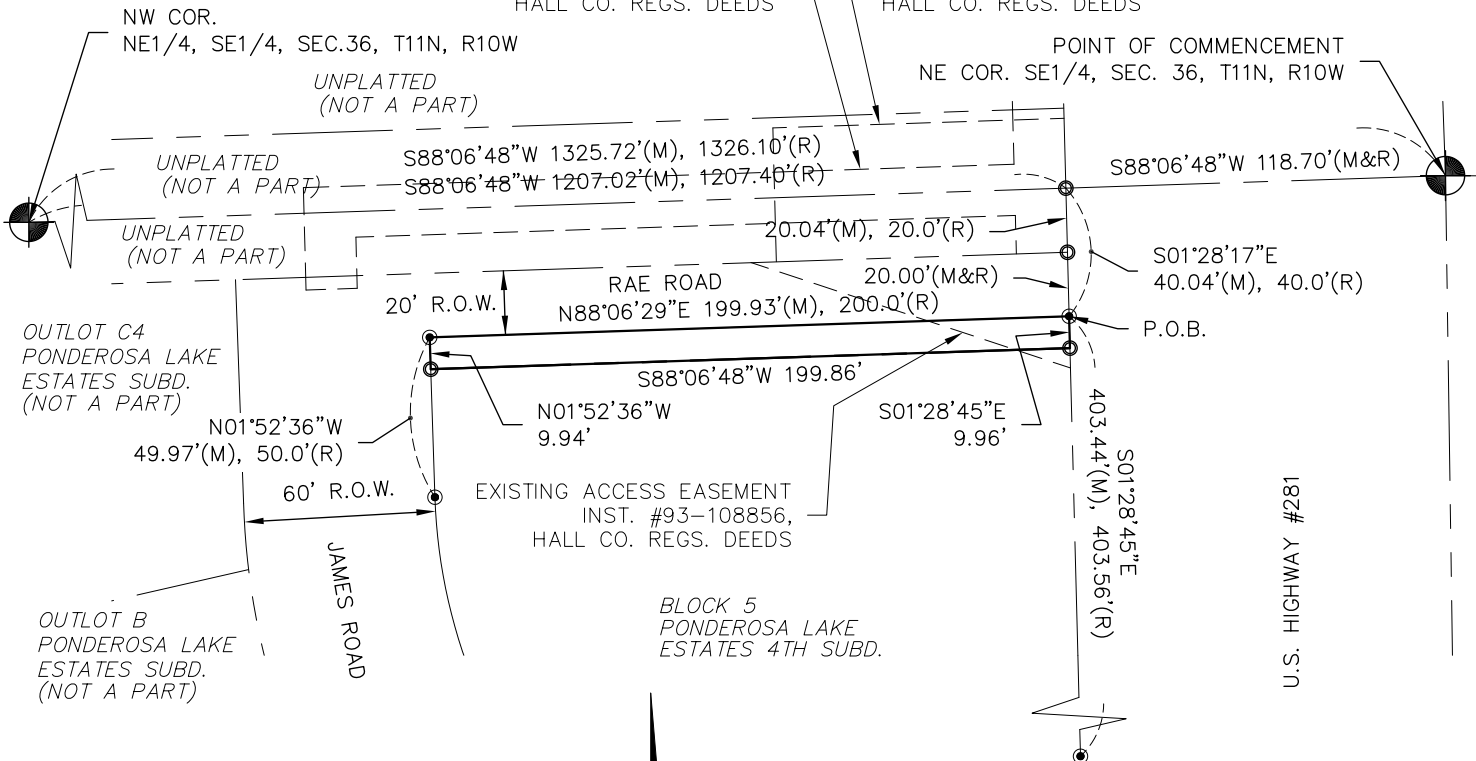 HALL CO. REGS. DEEDS
HALL CO. REGS. DEEDS
NW COR.
NE1/4, SE1/4, SEC.36, T11N, R10W
POINT OF COMMENCEMENT
NE COR. SE1/4, SEC. 36, T11N, R10W
UNPLATTED
(NOT A PART)
UNPLATTED
(NOT A PART)
S88°06'48"W 1325.72'(M), 1326.10'(R)
S88°06'48"W 1207.02'(M), 1207.40'(R)
S88°06'48"W 118.70'(M&R)
UNPLATTED
(NOT A PART)
20.04'(M), 20.0'(R)
S01°28'17"E
40.04'(M), 40.0'(R)
20.00'(M&R)
RAE ROAD
20' R.O.W.
N88°06'29"E 199.93'(M), 200.0'(R)
P.O.B.
OUTLOT C4
PONDEROSA LAKE
ESTATES SUBD.
(NOT A PART)
S88°06'48"W 199.86'
N01°52'36"W
9.94'
S01°28'45"E
9.96'
N01°52'36"W
49.97'(M), 50.0'(R)
S01°28'45"E
403.44'(M), 403.56'(R)
60' R.O.W.
EXISTING ACCESS EASEMENT
INST. #93-108856,
HALL CO. REGS. DEEDS
U.S. HIGHWAY #281
JAMES ROAD
OUTLOT B
PONDEROSA LAKE
ESTATES SUBD.
(NOT A PART)
BLOCK 5
PONDEROSA LAKE
ESTATES 4TH SUBD.